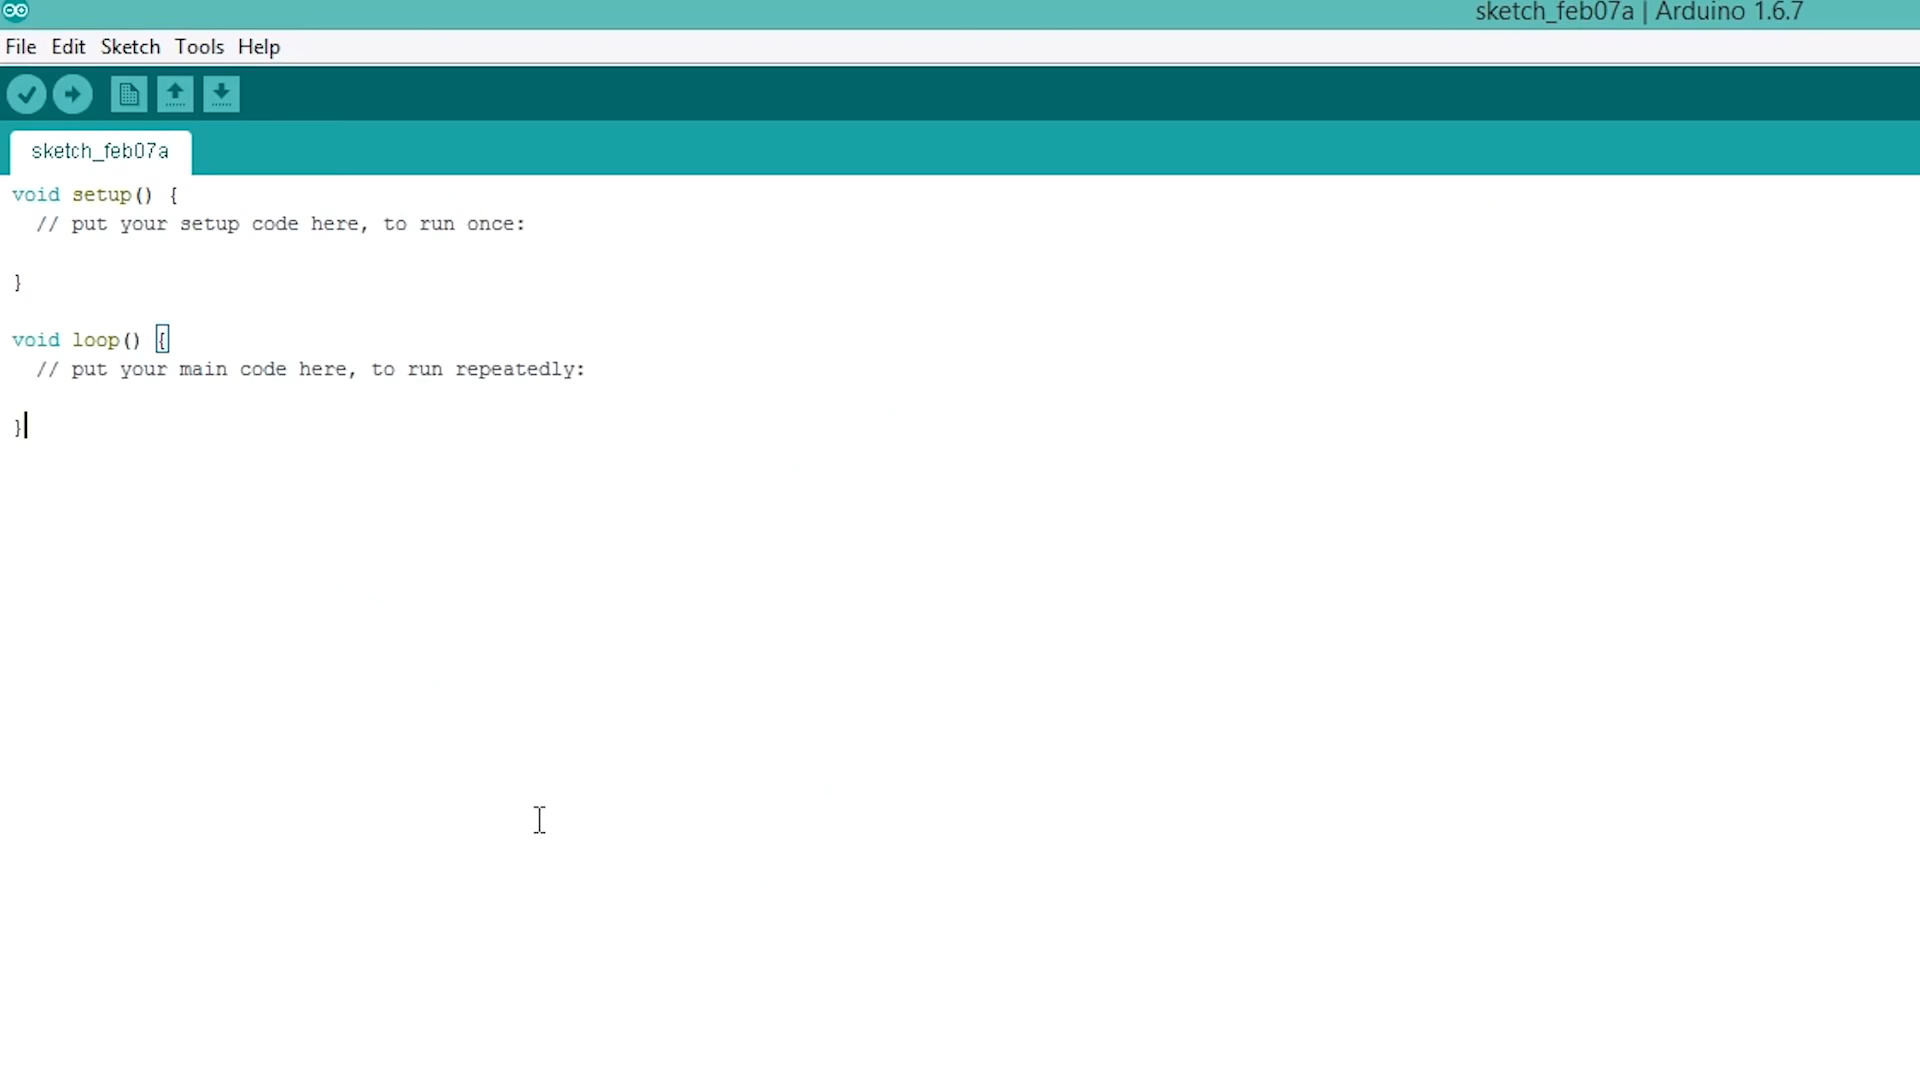 sketch_feb07a | Arduino 1.6.7
File Edit Sketch Tools Help
sketch_feb07a
void setup() {
  // put your setup code here, to run once:
}
void loop() {
  // put your main code here, to run repeatedly:
}